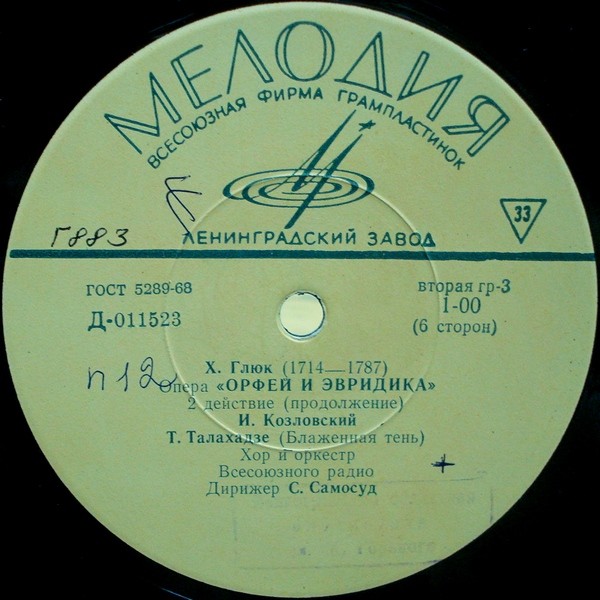 МЕЛОДИЯ
ВСЕСОЮЗНАЯ ФИРМА ГРАМПЛАСТИНОК
33
Г883
ЛЕНИНГРАДСКИЙ ЗАВОД
ГОСТ 5289-68
Д-011523
вторая гр-3
1-00
(6 сторон)
п12
Х. Глюк (1714—1787)
Опера «ОРФЕЙ И ЭВРИДИКА»
2 действие (продолжение)
И. Козловский
Т. Талахадзе (Блаженная тень)
Хор и оркестр
Всесоюзного радио
Дирижер С. Самосуд